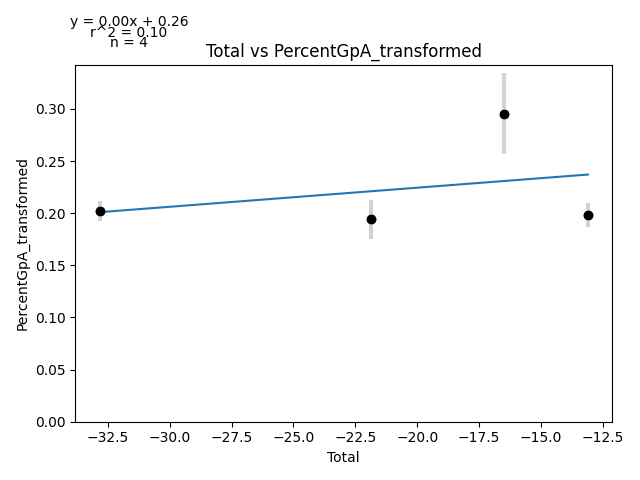 y = 0.00x + 0.26
r^2 = 0.10
n = 4
Total vs PercentGpA_transformed
PercentGpA_transformed
0.30
0.25
0.20
0.15
0.10
0.05
0.00
−32.5 −30.0 −27.5 −25.0 −22.5 −20.0 −17.5 −15.0 −12.5
Total